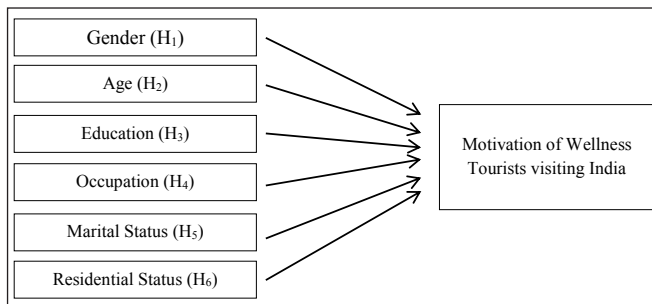 Gender (H₁)
Age (H₂)
Education (H₃)
Occupation (H₄)
Marital Status (H₅)
Residential Status (H₆)
Motivation of Wellness
Tourists visiting India